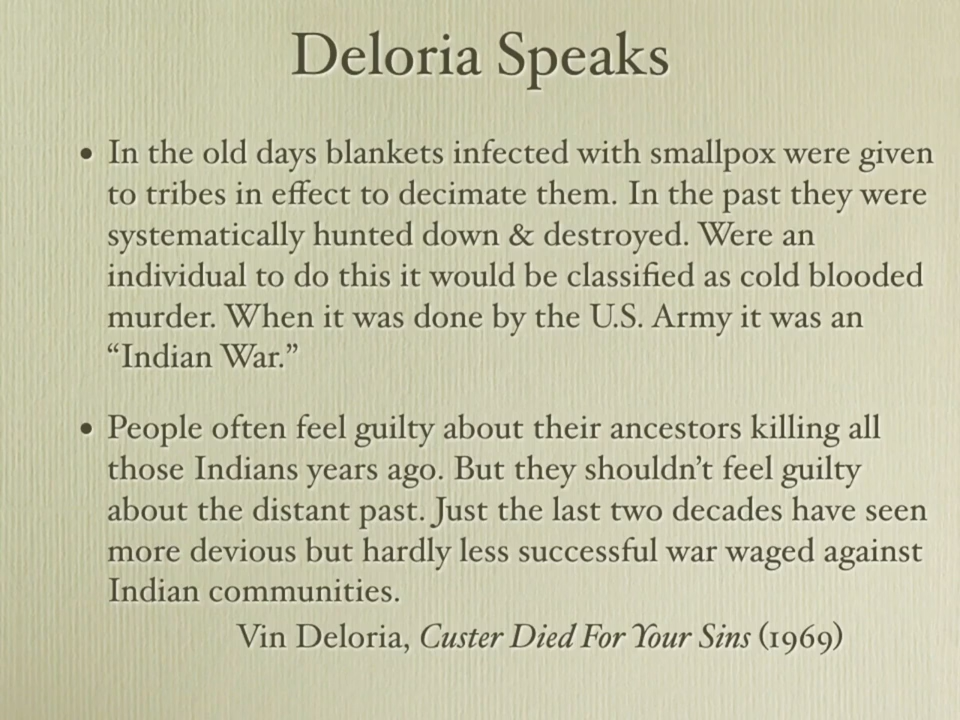 Deloria Speaks
• In the old days blankets infected with smallpox were given
to tribes in effect to decimate them. In the past they were
systematically hunted down & destroyed. Were an
individual to do this it would be classified as cold blooded
murder. When it was done by the U.S. Army it was an
“Indian War.”
• People often feel guilty about their ancestors killing all
those Indians years ago. But they shouldn’t feel guilty
about the distant past. Just the last two decades have seen
more devious but hardly less successful war waged against
Indian communities.
Vin Deloria, Custer Died For Your Sins (1969)